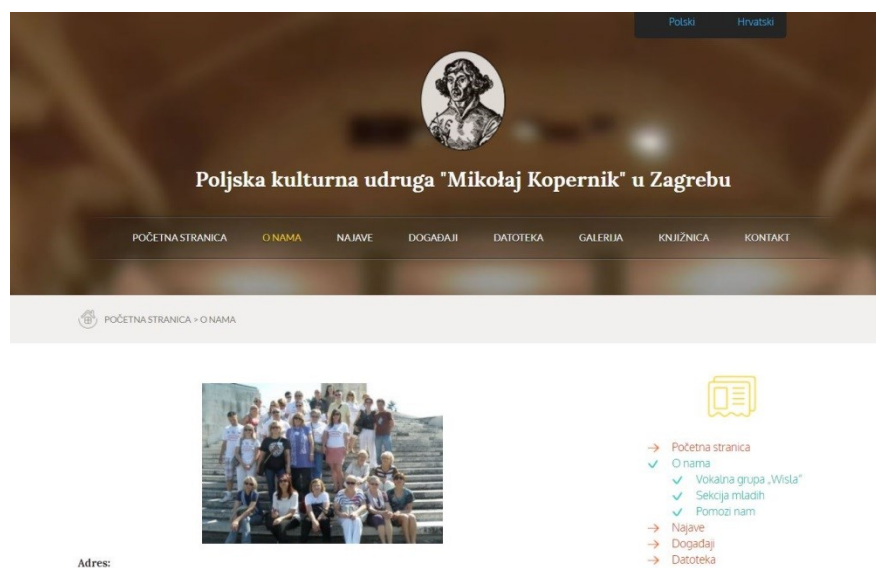 Polski Hrvatski
Poljska kulturna udruga "Mikołaj Kopernik" u Zagrebu
POČETNA STRANICA O NAMA NAJAVE DOGAĐAJI DATOTEKA GALERIJA KNJIŽNICA KONTAKT
POČETNA STRANICA > O NAMA
Početna stranica
O nama
Vokalna grupa „Wisla”
Sekcija mladih
Pomozi nam
Najave
Događaji
Datoteka
Adres: